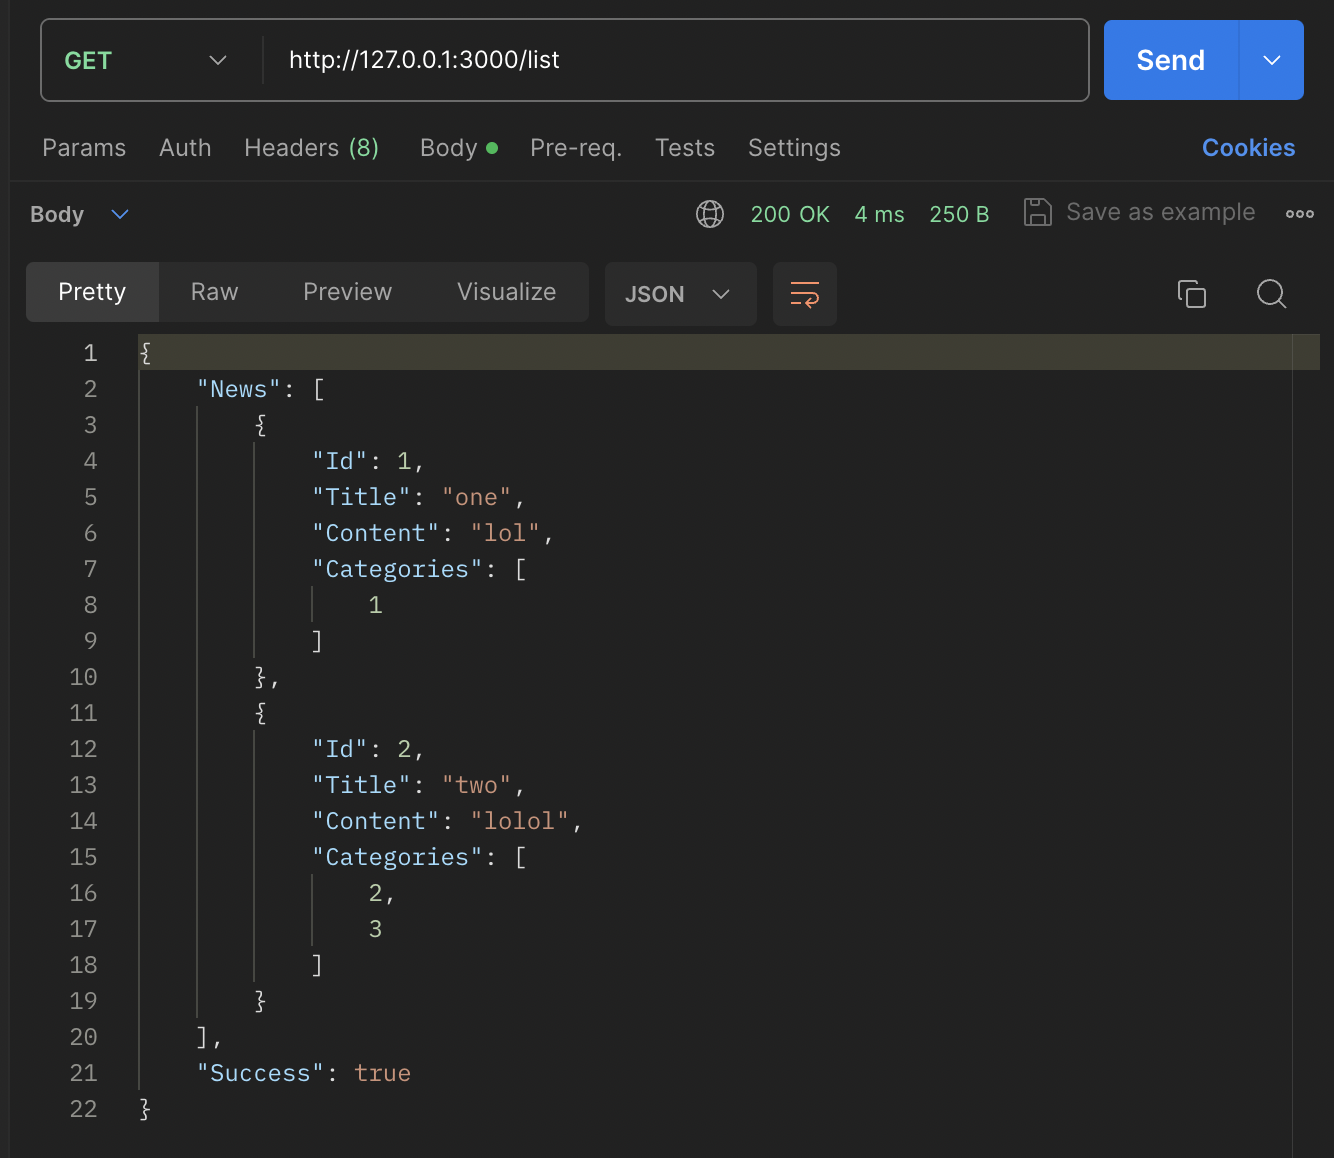 GET http://127.0.0.1:3000/list Send
Params Auth Headers (8) Body Pre-req. Tests Settings Cookies
Body 200 OK 4 ms 250 B Save as example
Pretty Raw Preview Visualize JSON
1 {
2 "News": [
3 {
4 "Id": 1,
5 "Title": "one",
6 "Content": "lol",
7 "Categories": [
8 1
9 ]
10 },
11 {
12 "Id": 2,
13 "Title": "two",
14 "Content": "lolol",
15 "Categories": [
16 2,
17 3
18 ]
19 }
20 ],
21 "Success": true
22 }